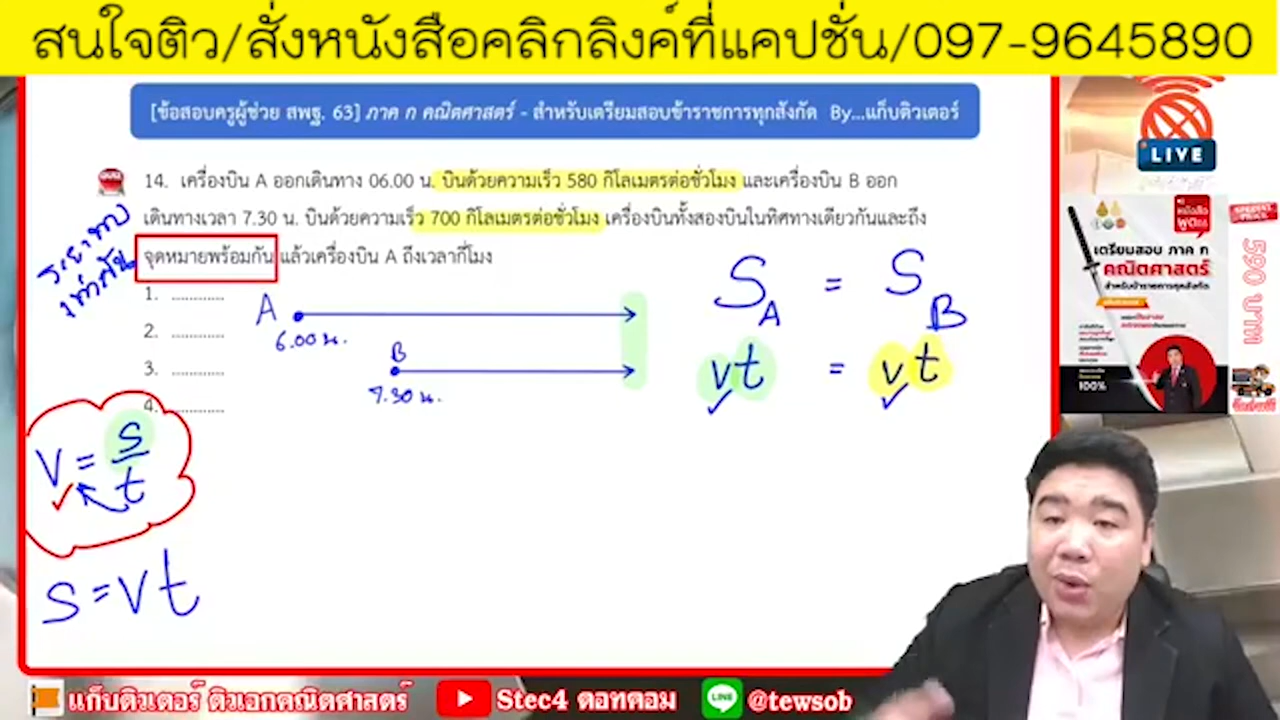 สนใจติว/สั่งหนังสือคลิกลิงค์ที่แคปชั่น/097-9645890
[ข้อสอบครูผู้ช่วย สพฐ. 63] ภาค ก คณิตศาสตร์ - สำหรับเตรียมสอบข้าราชการทุกสังกัด By...แก็บติวเตอร์
LIVE
14. เครื่องบิน A ออกเดินทาง 06.00 น. บินด้วยความเร็ว 580 กิโลเมตรต่อชั่วโมง และเครื่องบิน B ออก
เดินทางเวลา 7.30 น. บินด้วยความเร็ว 700 กิโลเมตรต่อชั่วโมง เครื่องบินทั้งสองบินในทิศทางเดียวกันและถึง
จุดหมายพร้อมกัน แล้วเครื่องบิน A ถึงเวลากี่โมง
ระยะทาง
เท่ากัน
1. ............
2. ............
3. ............
4. ............
A
6.00 น.
B
7.30 น.
S A = S B
vt = vt
v = s/t
s = vt
หนังสือ
เตรียมสอบ ภาค ก
คณิตศาสตร์
100%
590 บาท
แก็บติวเตอร์ ติวเอกคณิตศาสตร์
Stec4 ดอทคอม
LINE
@tewsob